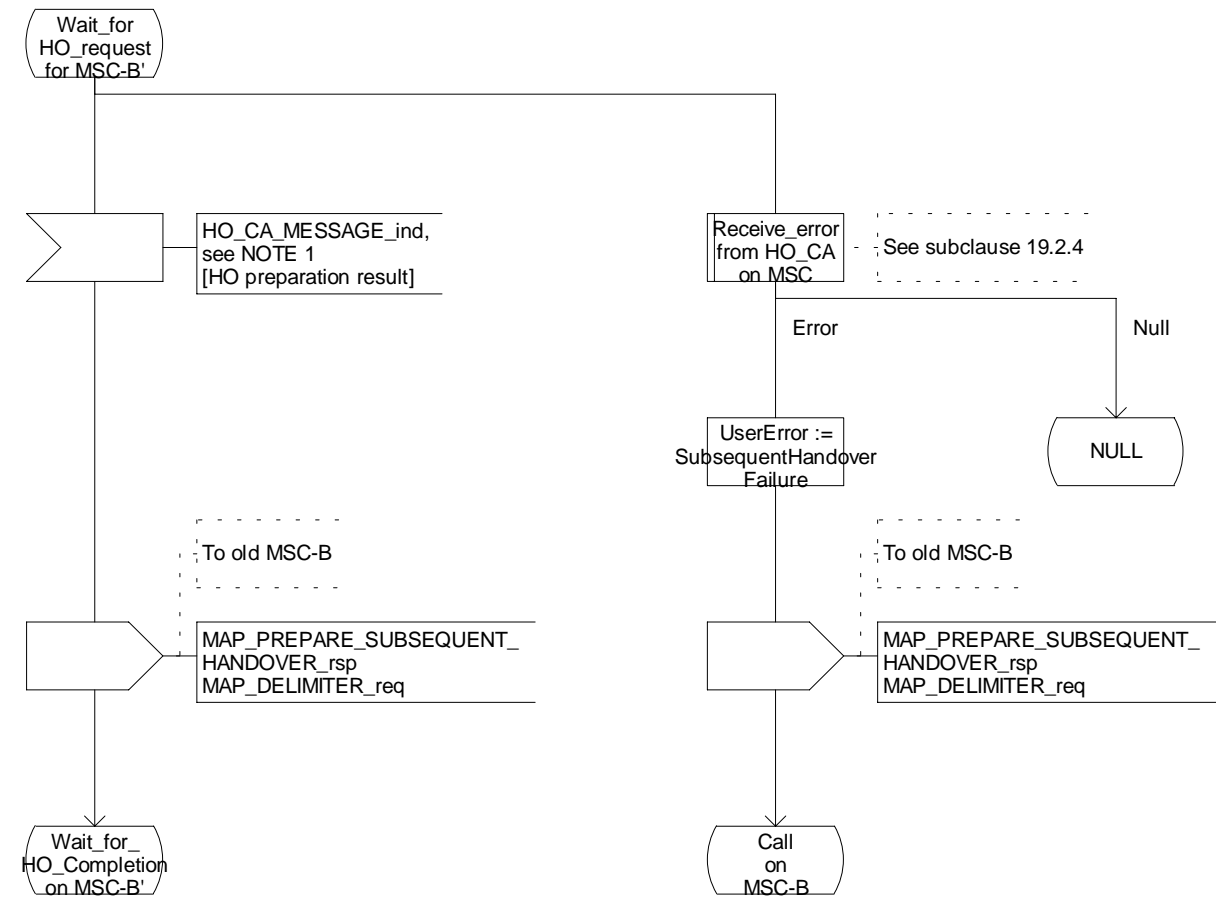 Wait_for
HO_request
for MSC-B'
HO_CA_MESSAGE_ind,
see NOTE 1
[HO preparation result]
Receive_error
from HO_CA
on MSC
See subclause 19.2.4
Error
Null
UserError :=
SubsequentHandover
Failure
NULL
To old MSC-B
To old MSC-B
MAP_PREPARE_SUBSEQUENT_
HANDOVER_rsp
MAP_DELIMITER_req
MAP_PREPARE_SUBSEQUENT_
HANDOVER_rsp
MAP_DELIMITER_req
Wait_for_
HO_Completion
on MSC-B'
Call
on
MSC-B